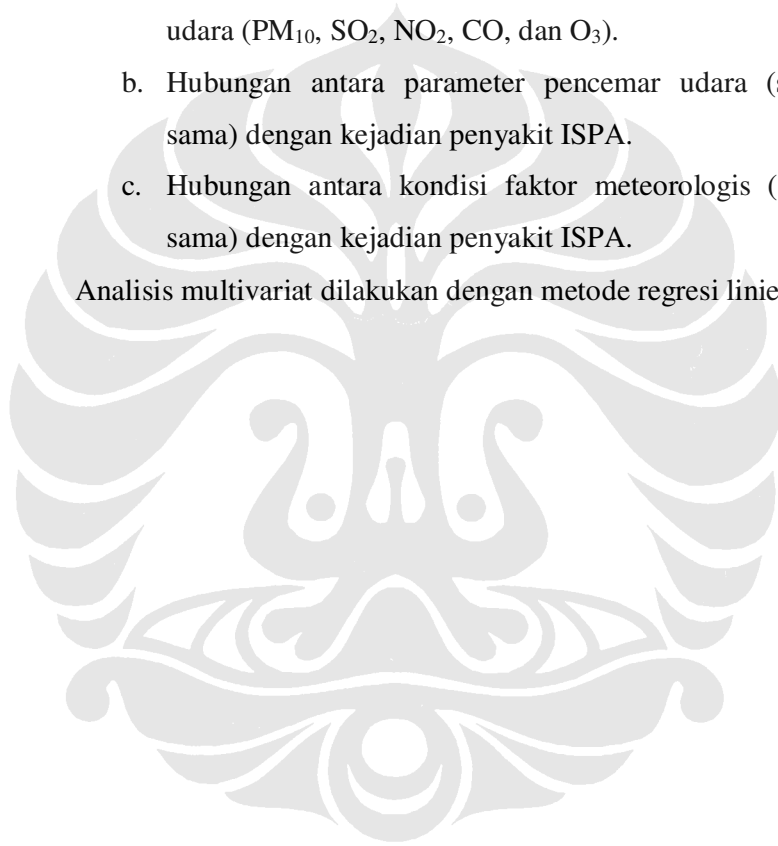 udara (PM₁₀, SO₂, NO₂, CO, dan O₃).
b. Hubungan antara parameter pencemar udara (
sama) dengan kejadian penyakit ISPA.
c. Hubungan antara kondisi faktor meteorologis (
sama) dengan kejadian penyakit ISPA.
Analisis multivariat dilakukan dengan metode regresi linie